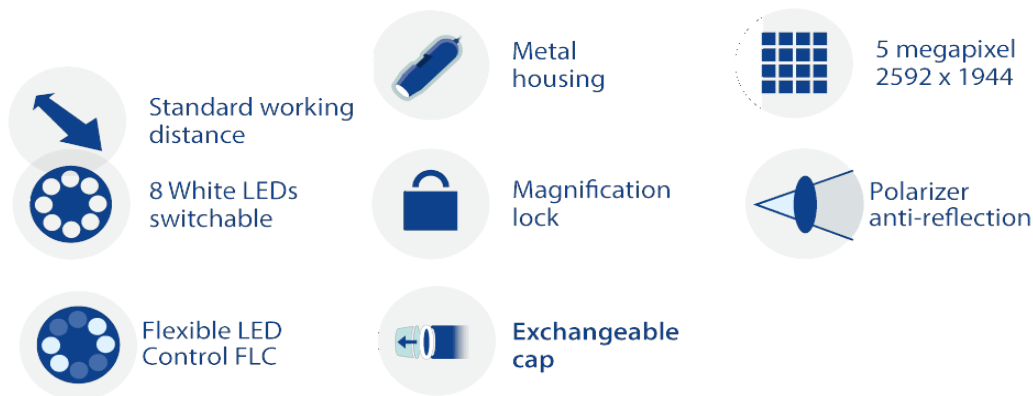 Metal
housing
5 megapixel
2592 x 1944
Standard working
distance
8 White LEDs
switchable
Magnification
lock
Polarizer
anti-reflection
Flexible LED
Control FLC
Exchangeable
cap